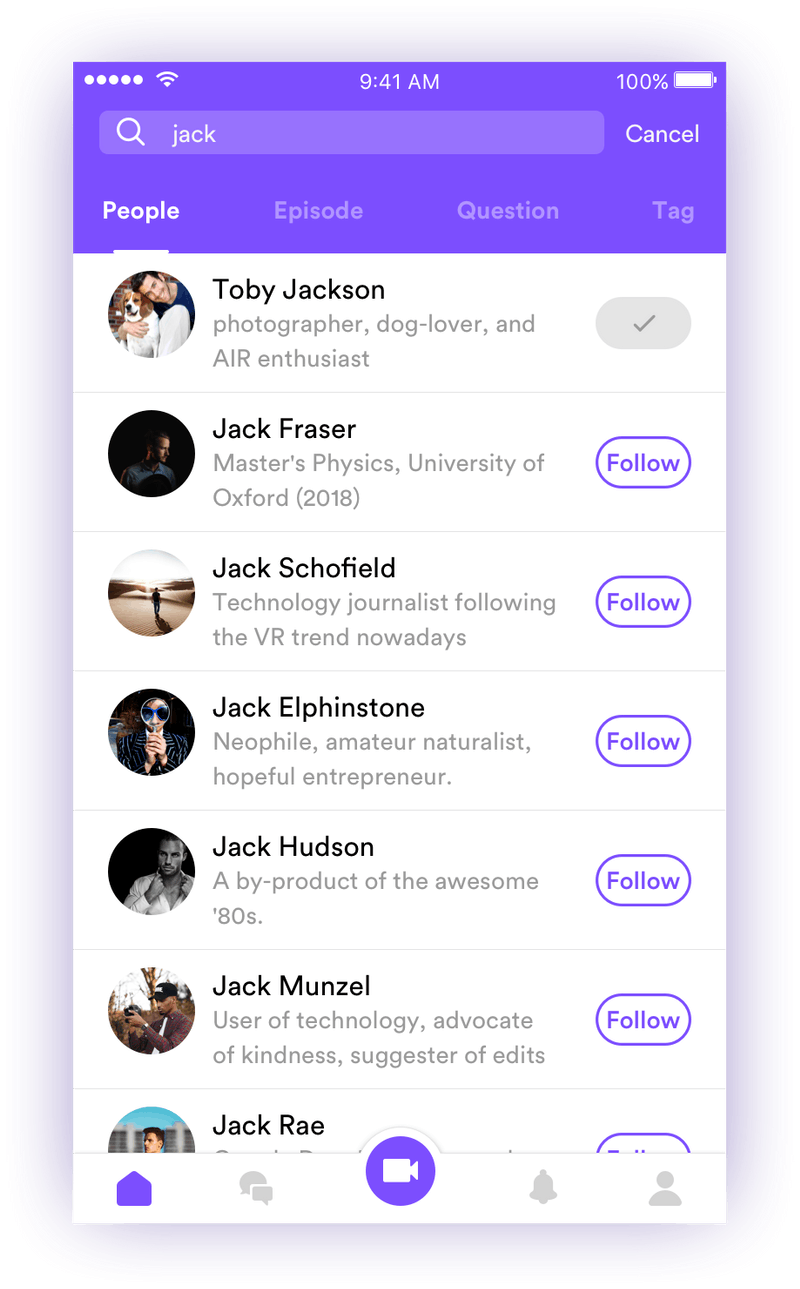 9:41 AM 100%
jack Cancel
People Episode Question Tag
Toby Jackson
photographer, dog-lover, and
AIR enthusiast
Jack Fraser
Master's Physics, University of
Oxford (2018)
Follow
Jack Schofield
Technology journalist following
the VR trend nowadays
Follow
Jack Elphinstone
Neophile, amateur naturalist,
hopeful entrepreneur.
Follow
Jack Hudson
A by-product of the awesome
'80s.
Follow
Jack Munzel
User of technology, advocate
of kindness, suggester of edits
Follow
Jack Rae